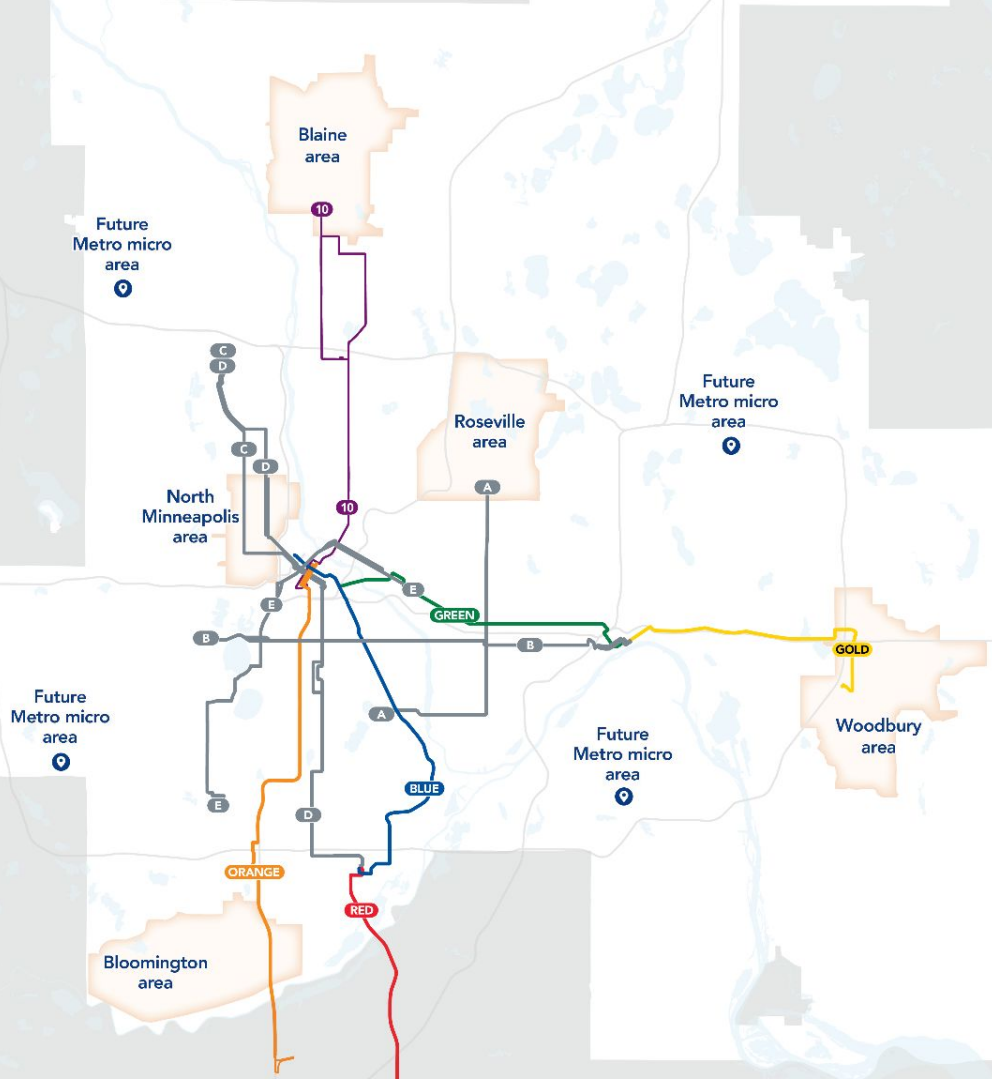 Blaine
area
10
Future
Metro micro
area
C
D
Future
Metro micro
area
Roseville
area
C
D
A
North
Minneapolis
area
10
E
E
GREEN
B
B
GOLD
Future
Metro micro
area
A
Future
Metro micro
area
Woodbury
area
BLUE
E
D
ORANGE
RED
Bloomington
area